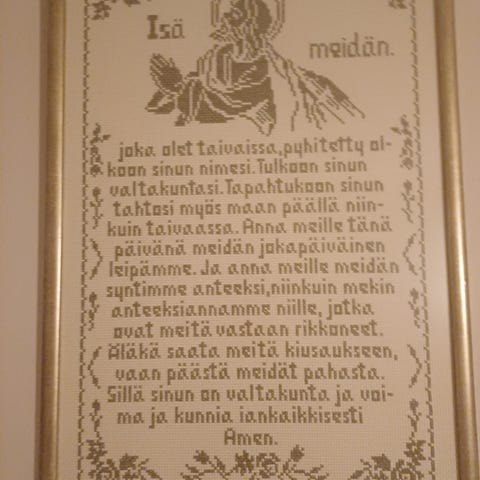 Isä
meidän.
joka olet taivaissa, pyhitetty ol-
koon sinun nimesi. Tulkoon sinun
valtakuntasi. Tapahtukoon sinun
tahtosi myös maan päällä niin-
kuin taivaassa. Anna meille tänä
päivänä meidän jokapäiväinen
leipämme. Ja anna meille meidän
syntimme anteeksi, niinkuin mekin
anteeksiannamme niille, jotka
ovat meitä vastaan rikkoneet.
Äläkä saata meitä kiusaukseen,
vaan päästä meidät pahasta.
Sillä sinun on valtakunta ja voi-
ma ja kunnia iankaikkisesti
Amen.